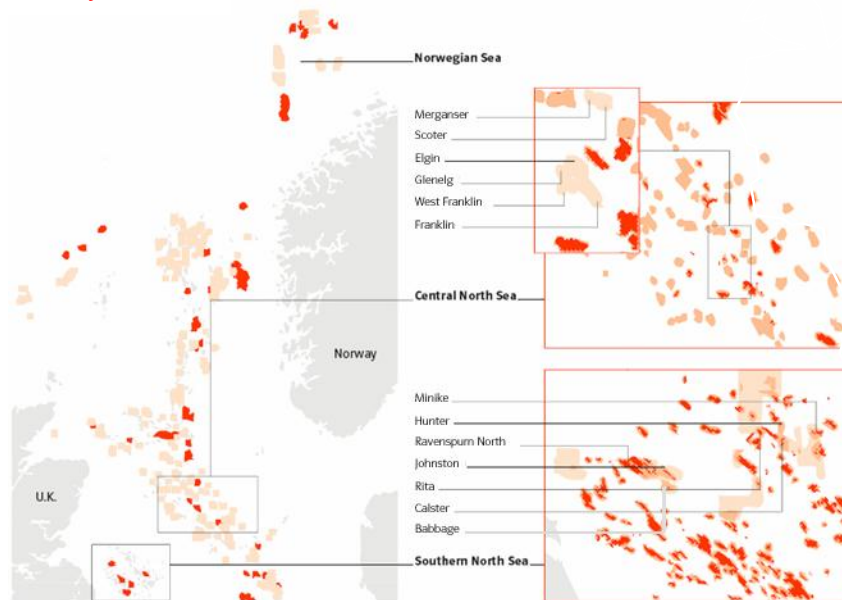 Norwegian Sea
Merganser
Scoter
Elgin
Glenelg
West Franklin
Franklin
Central North Sea
Norway
Minike
Hunter
Ravenspurn North
Johnston
Rita
U.K.
Calster
Babbage
Southern North Sea